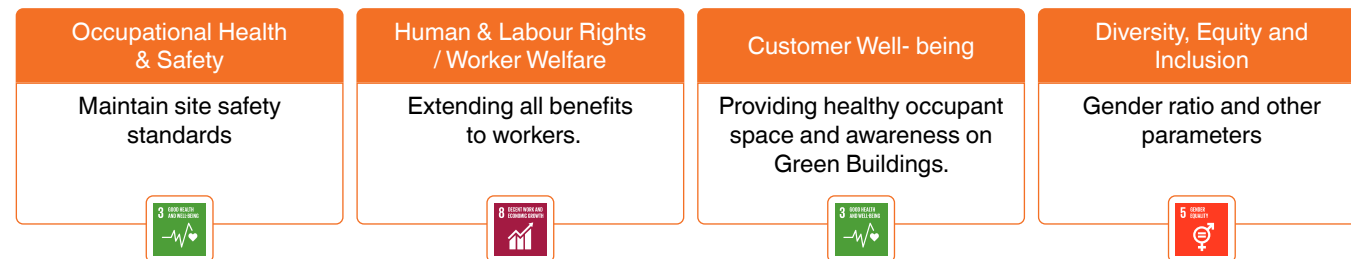 Occupational Health
& Safety
Maintain site safety
standards
3 GOOD HEALTH
AND WELL-BEING
Human & Labour Rights
/ Worker Welfare
Extending all benefits
to workers.
8 DECENT WORK AND
ECONOMIC GROWTH
Customer Well- being
Providing healthy occupant
space and awareness on
Green Buildings.
3 GOOD HEALTH
AND WELL-BEING
Diversity, Equity and
Inclusion
Gender ratio and other
parameters
5 GENDER
EQUALITY